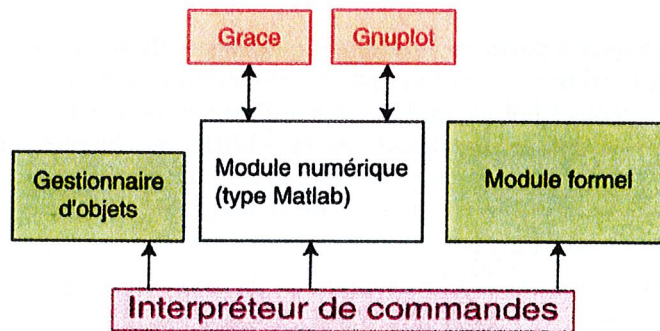 Grace
Gnuplot
Gestionnaire
d'objets
Module numérique
(type Matlab)
Module formel
Interpréteur de commandes